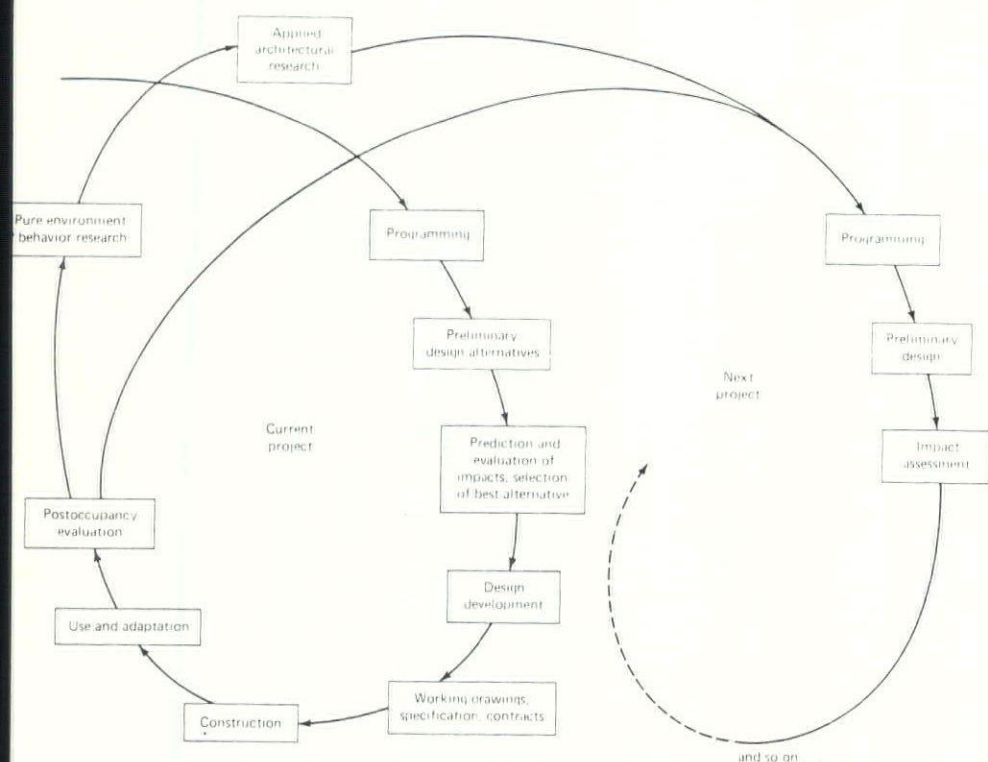 Applied
architectural
research
Pure environment
behavior research
Programming
Preliminary
design alternatives
Prediction and
evaluation of
impacts, selection
of best alternative
Design
development
Working drawings,
specification, contracts
Construction
Use and adaptation
Postoccupancy
evaluation
Current
project
Next
project
Programming
Preliminary
design
Impact
assessment
and so on . . .